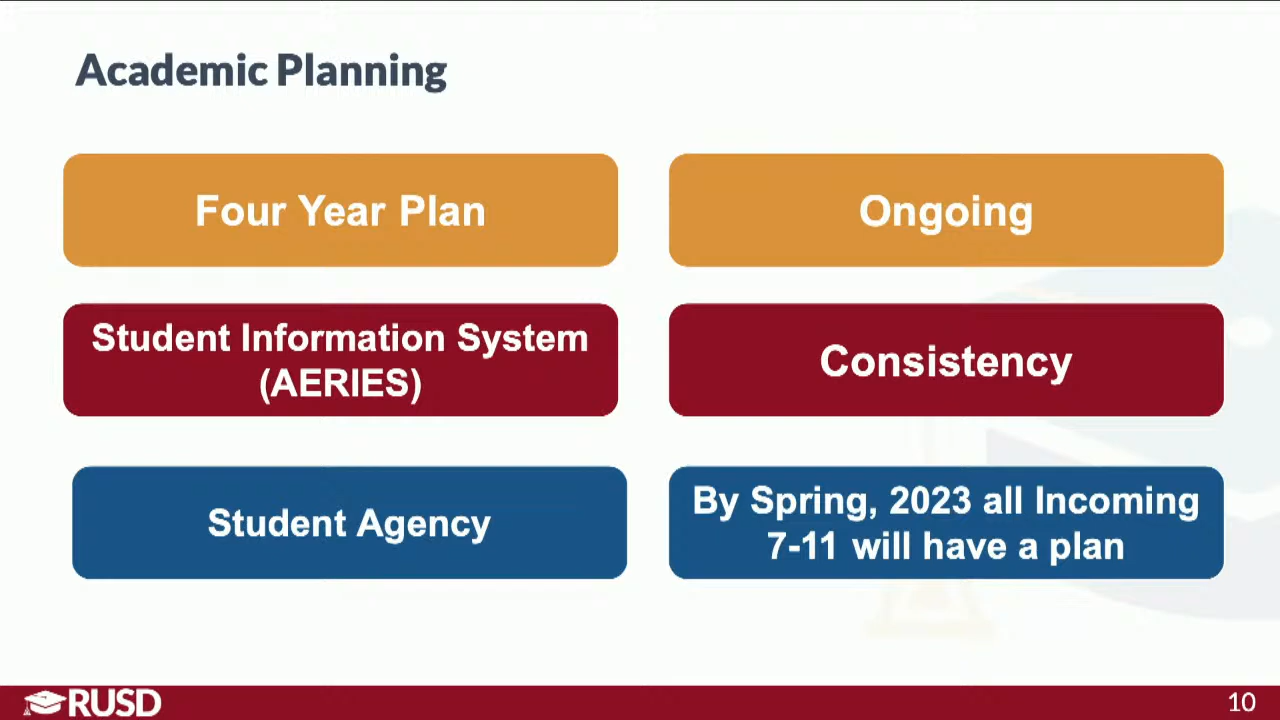 Academic Planning
Four Year Plan
Ongoing
Student Information System
(AERIES)
Consistency
Student Agency
By Spring, 2023 all Incoming
7-11 will have a plan
RUSD
10